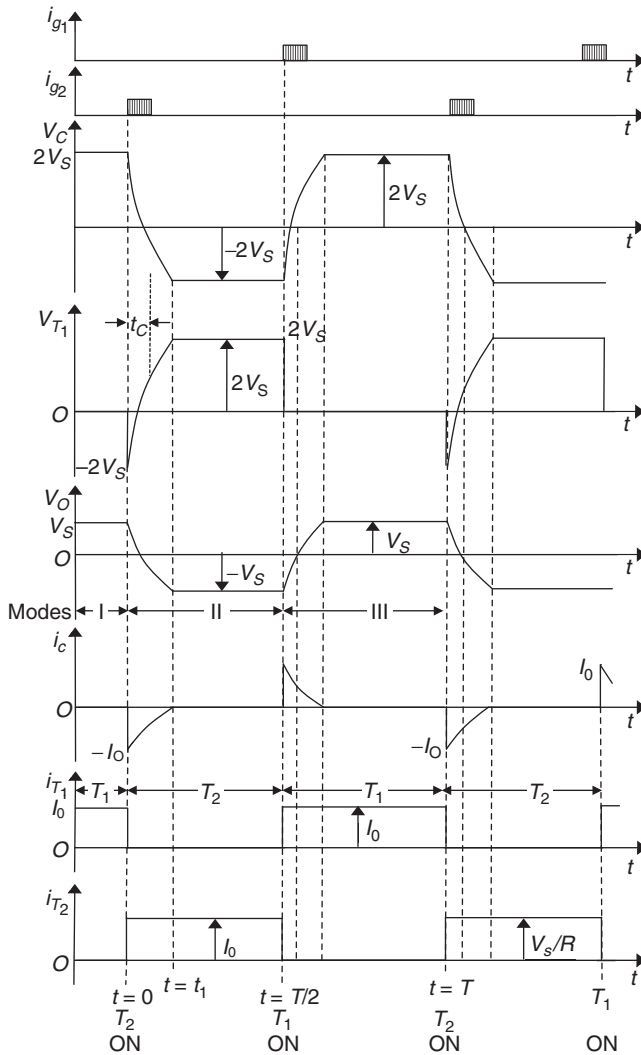 i_g1
t
i_g2
t
V_C
2V_S
2V_S
−2V_S
t
V_T1
t_C
2V_S
2V_S
O
t
−2V_S
V_O
V_S
V_S
O
t
−V_S
Modes I II III
i_c
I_0
O
t
−I_O
−I_O
i_T1
T_1 T_2 T_1 T_2
I_0
I_0
O
t
i_T2
I_0
V_s/R
O
t
t = 0 t = t_1 t = T/2 t = T T_1
T_2 T_1 T_2
ON ON ON ON